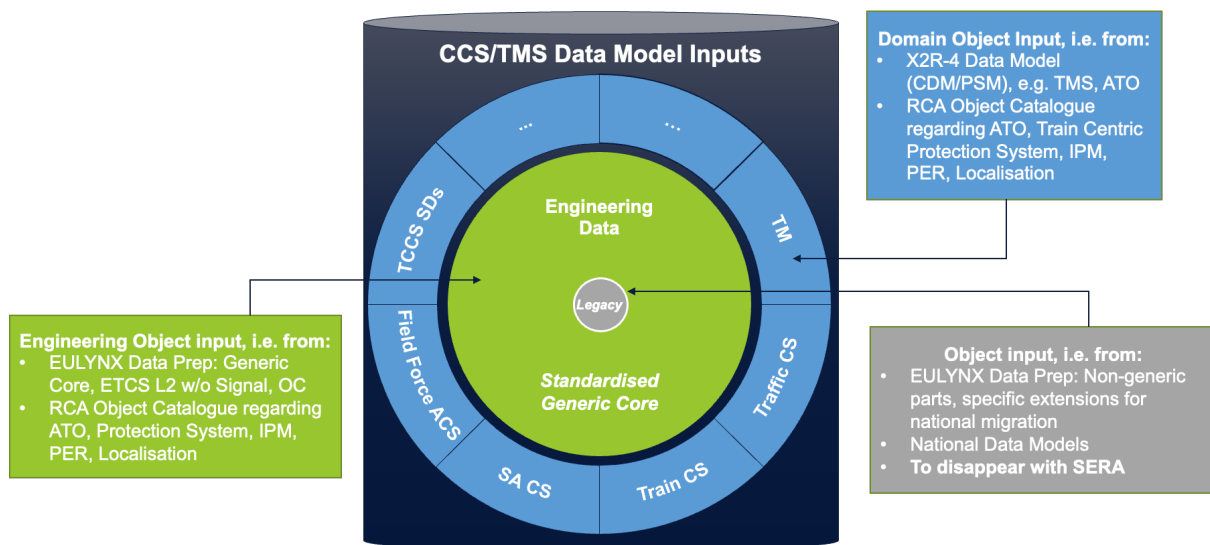 CCS/TMS Data Model Inputs
Domain Object Input, i.e. from:
• X2R-4 Data Model
(CDM/PSM), e.g. TMS, ATO
• RCA Object Catalogue
regarding ATO, Train Centric
Protection System, IPM,
PER, Localisation
...
...
TCCS SDs
TM
Engineering
Data
Legacy
Standardised
Generic Core
Field Force ACS
Traffic CS
SA CS
Train CS
Engineering Object input, i.e. from:
• EULYNX Data Prep: Generic
Core, ETCS L2 w/o Signal, OC
• RCA Object Catalogue regarding
ATO, Protection System, IPM,
PER, Localisation
Object input, i.e. from:
• EULYNX Data Prep: Non-generic
parts, specific extensions for
national migration
• National Data Models
• To disappear with SERA